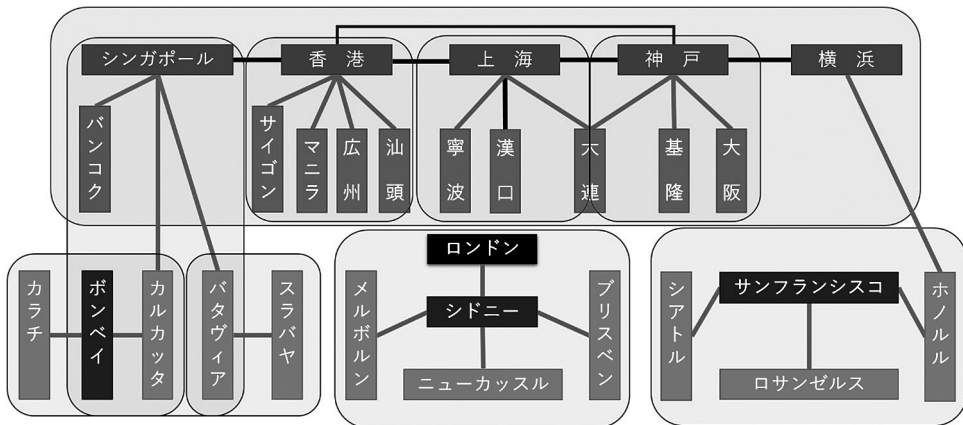 シンガポール
香港
上海
神戸
横浜
バンコク
サイゴン
マニラ
広州
汕頭
寧波
漢口
大連
基隆
大阪
カラチ
ボンベイ
カルカッタ
バタヴィア
スラバヤ
ロンドン
メルボルン
シドニー
ブリスベン
ニューカッスル
シアトル
サンフランシスコ
ホノルル
ロサンゼルス